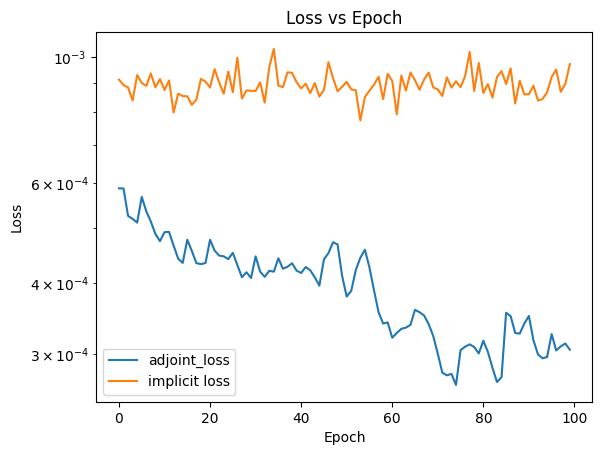 Loss vs Epoch
10⁻³
6 × 10⁻⁴
4 × 10⁻⁴
3 × 10⁻⁴
Loss
adjoint_loss
implicit loss
0 20 40 60 80 100
Epoch